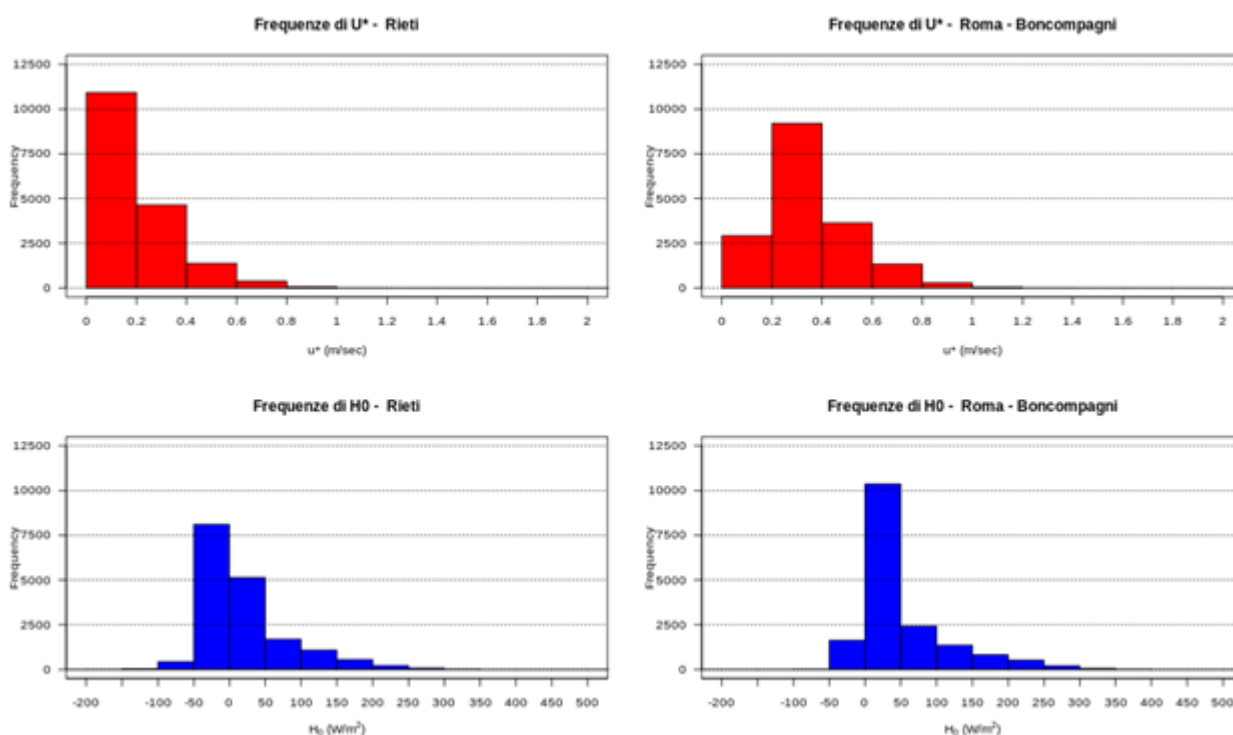 Frequenze di U* - Rieti
12500
10000
7500
5000
2500
0
Frequency
0 0.2 0.4 0.6 0.8 1 1.2 1.4 1.6 1.8 2
u* (m/sec)
Frequenze di U* - Roma - Boncompagni
12500
10000
7500
5000
2500
0
Frequency
0 0.2 0.4 0.6 0.8 1 1.2 1.4 1.6 1.8 2
u* (m/sec)
Frequenze di H0 - Rieti
12500
10000
7500
5000
2500
0
Frequency
-200 -100 -50 0 50 100 150 200 250 300 350 400 450 500
H₀ (W/m²)
Frequenze di H0 - Roma - Boncompagni
12500
10000
7500
5000
2500
0
Frequency
-200 -100 -50 0 50 100 150 200 250 300 350 400 450 500
H₀ (W/m²)